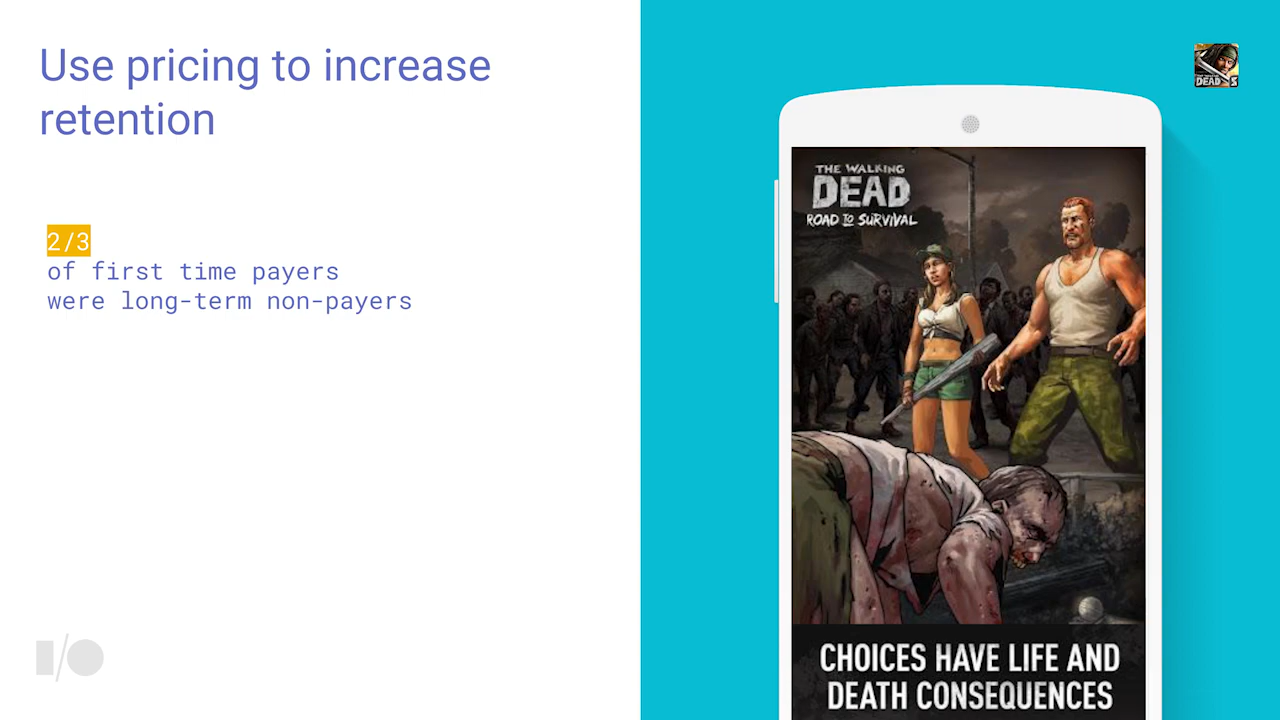 Use pricing to increase
retention
2/3
of first time payers
were long-term non-payers
I/O
THE WALKING
DEAD
ROAD TO SURVIVAL
CHOICES HAVE LIFE AND
DEATH CONSEQUENCES
DEAD